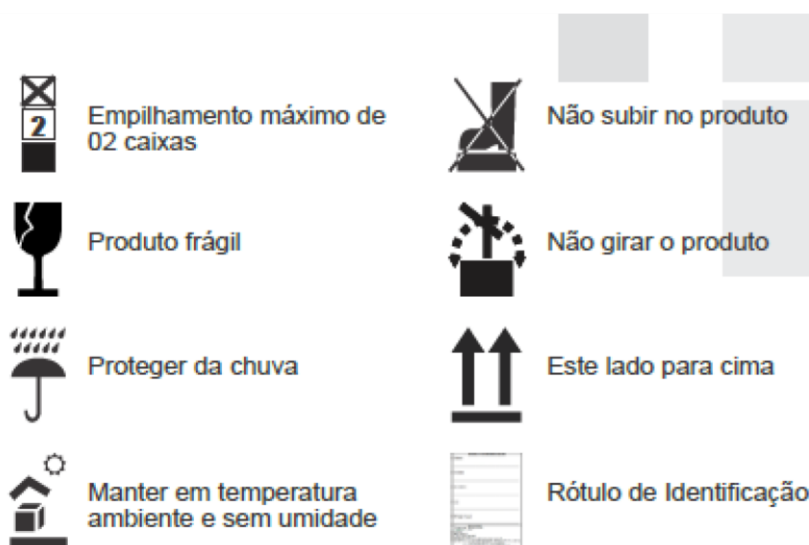 2
Empilhamento máximo de
02 caixas
Não subir no produto
Produto frágil
Não girar o produto
Proteger da chuva
Este lado para cima
Manter em temperatura
ambiente e sem umidade
Rótulo de Identificação